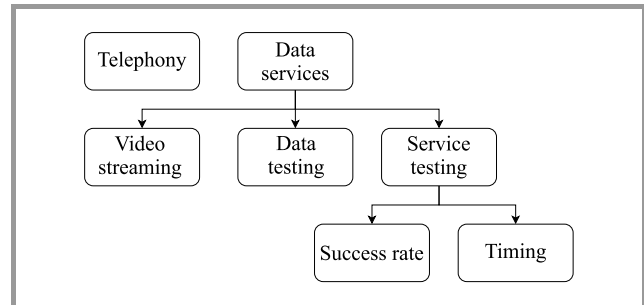 Telephony
Data
services
Video
streaming
Data
testing
Service
testing
Success rate
Timing